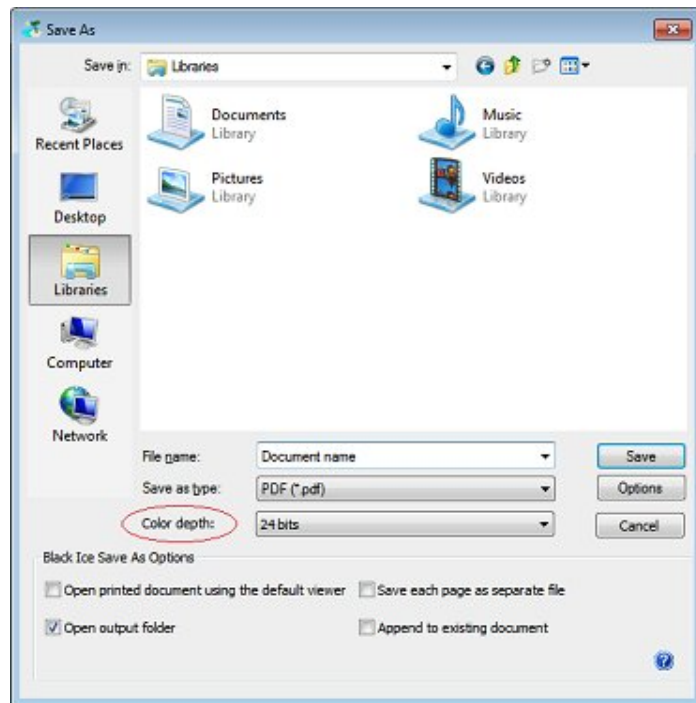 Save As
Save in: Libraries
Recent Places
Desktop
Libraries
Computer
Network
Documents
Library
Music
Library
Pictures
Library
Videos
Library
File name: Document name
Save as type: PDF (*.pdf)
Color depth: 24 bits
Save
Options
Cancel
Black Ice Save As Options
Open printed document using the default viewer
Save each page as separate file
Open output folder
Append to existing document